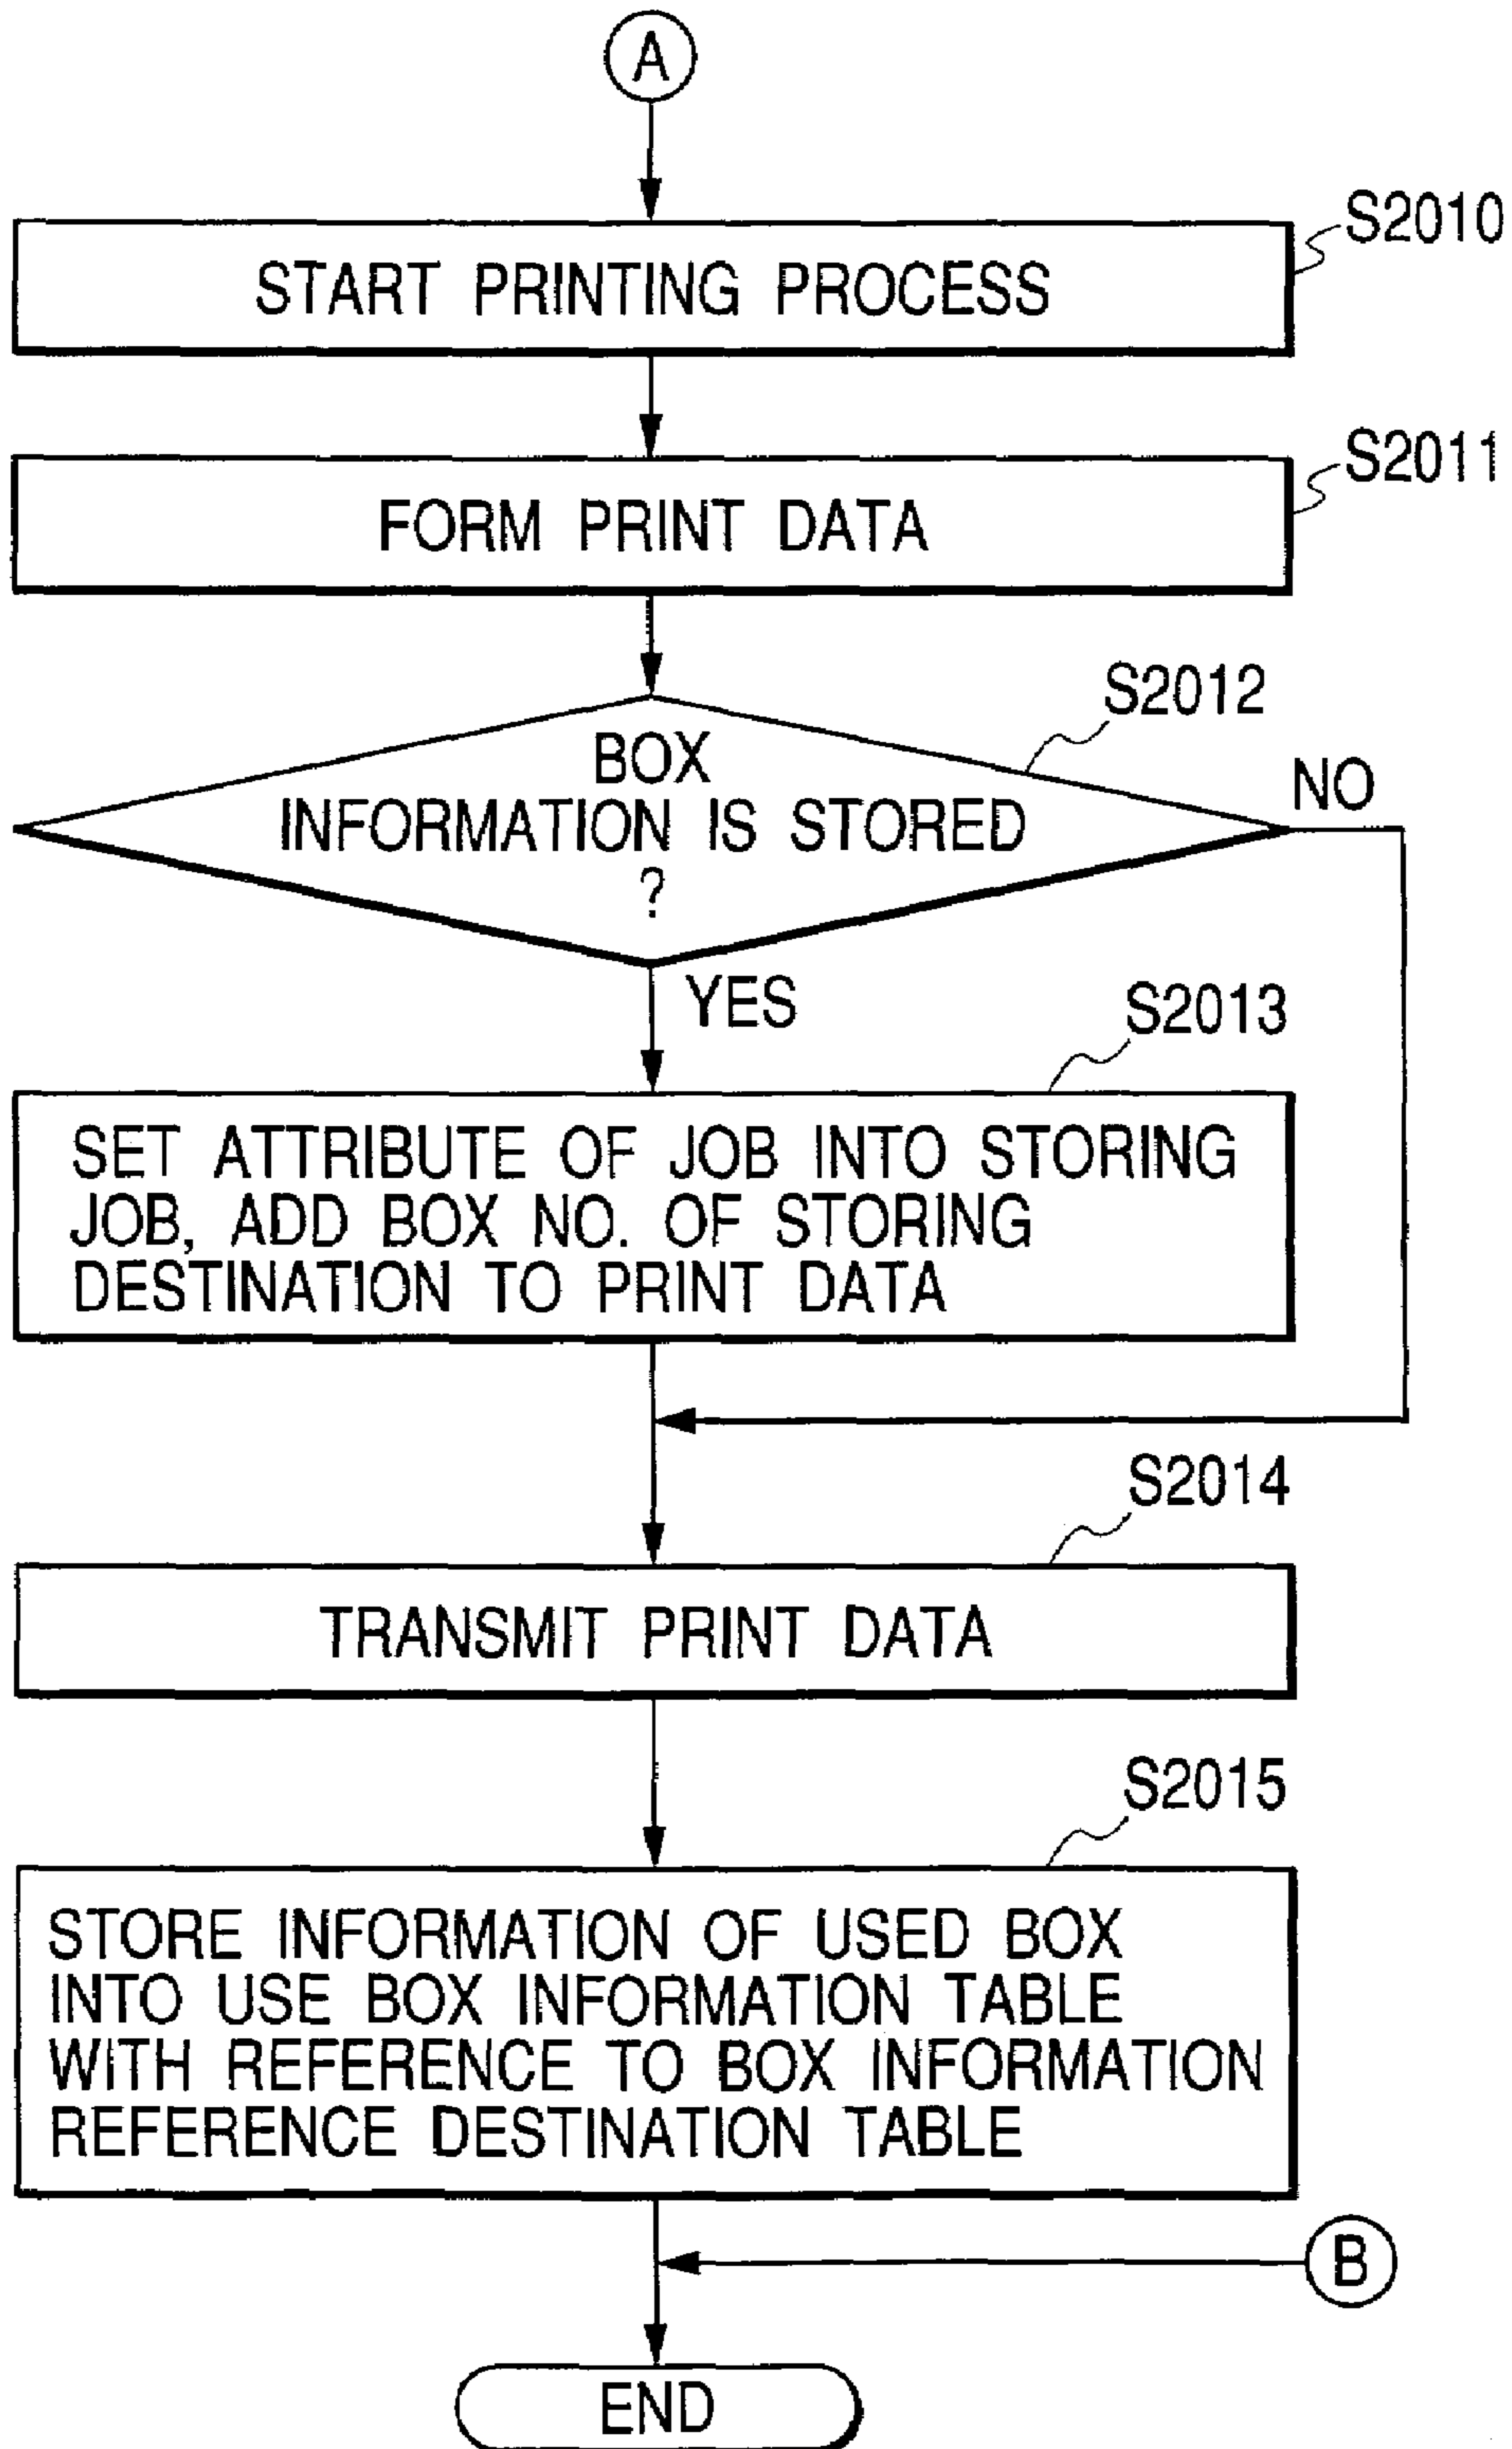 A
S2010
START PRINTING PROCESS
S2011
FORM PRINT DATA
S2012
BOX
INFORMATION IS STORED
?
NO
YES
S2013
SET ATTRIBUTE OF JOB INTO STORING
JOB, ADD BOX NO. OF STORING
DESTINATION TO PRINT DATA
S2014
TRANSMIT PRINT DATA
S2015
STORE INFORMATION OF USED BOX
INTO USE BOX INFORMATION TABLE
WITH REFERENCE TO BOX INFORMATION
REFERENCE DESTINATION TABLE
B
END